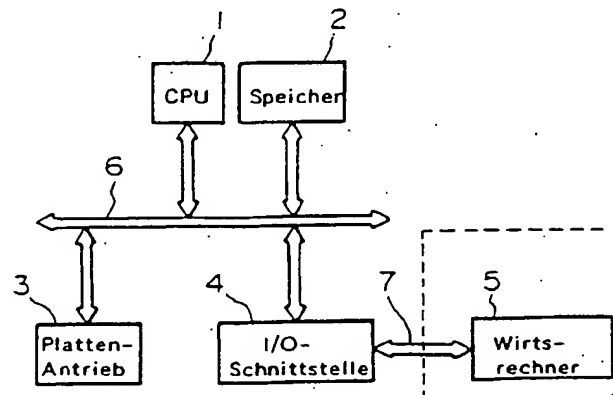 1
2
CPU
Speicher
6
3
4
7
5
Platten-
Antrieb
I/O-
Schnittstelle
Wirts-
rechner